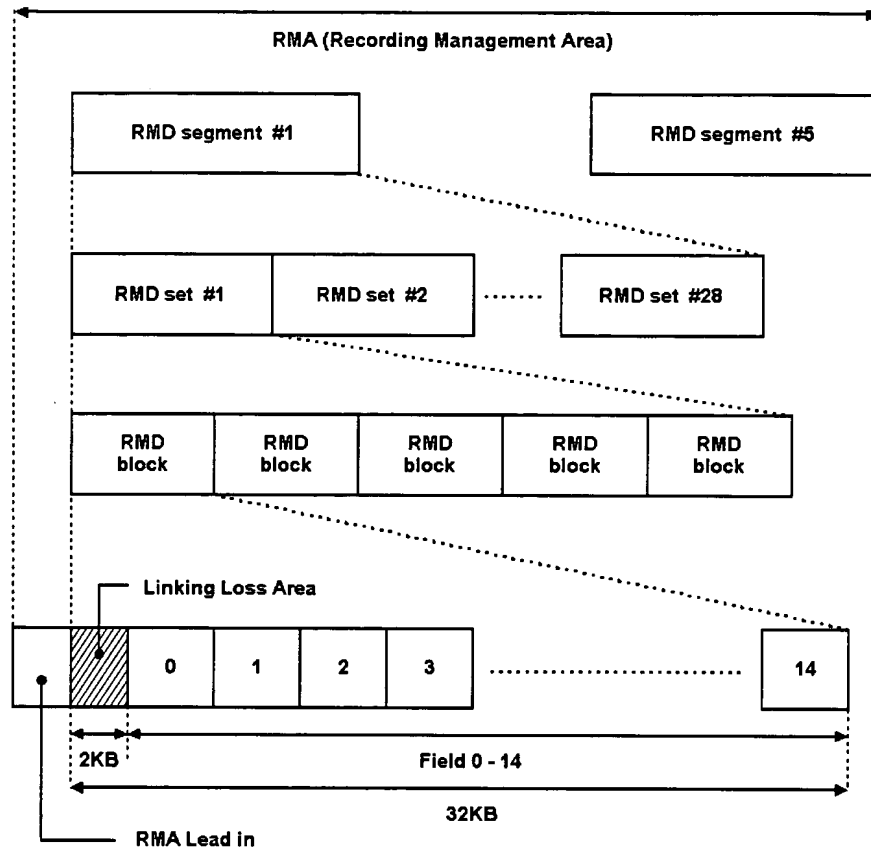 RMA (Recording Management Area)
RMD segment #1
RMD segment #5
RMD set #1
RMD set #2
RMD set #28
RMD
block
RMD
block
RMD
block
RMD
block
RMD
block
Linking Loss Area
0
1
2
3
14
2KB
Field 0 - 14
32KB
RMA Lead in